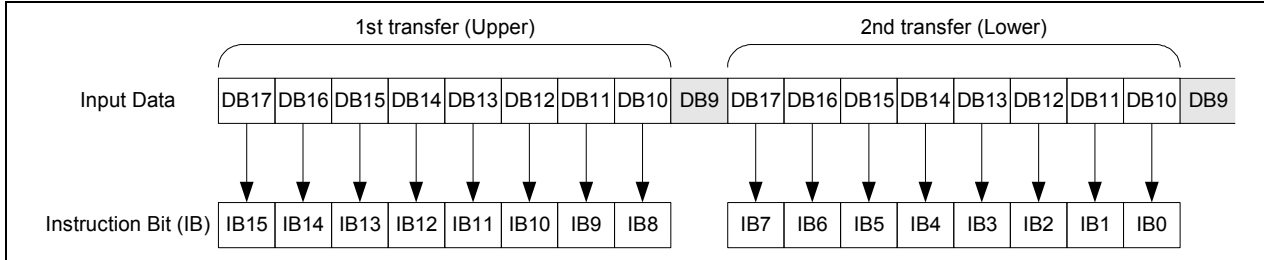 1st transfer (Upper) 2nd transfer (Lower)
Input Data DB17 DB16 DB15 DB14 DB13 DB12 DB11 DB10 DB9 DB17 DB16 DB15 DB14 DB13 DB12 DB11 DB10 DB9
Instruction Bit (IB) IB15 IB14 IB13 IB12 IB11 IB10 IB9 IB8 IB7 IB6 IB5 IB4 IB3 IB2 IB1 IB0